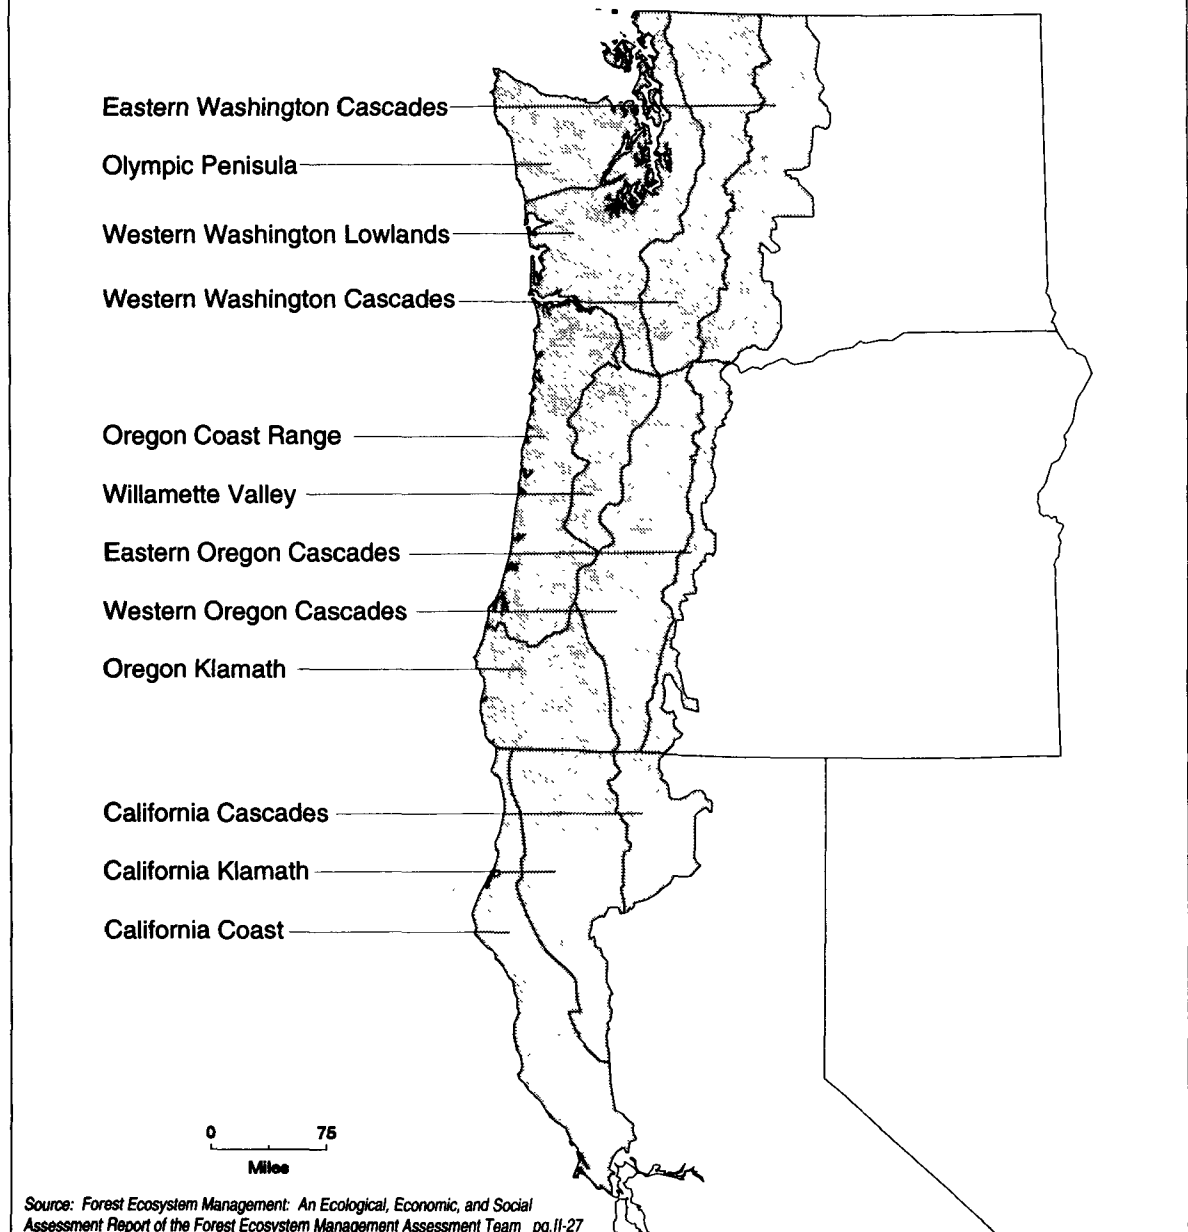 Eastern Washington Cascades
Olympic Penisula
Western Washington Lowlands
Western Washington Cascades
Oregon Coast Range
Willamette Valley
Eastern Oregon Cascades
Western Oregon Cascades
Oregon Klamath
California Cascades
California Klamath
California Coast
0 75
Miles
Source: Forest Ecosystem Management: An Ecological, Economic, and Social
Assessment Report of the Forest Ecosystem Management Assessment Team pg.II-27